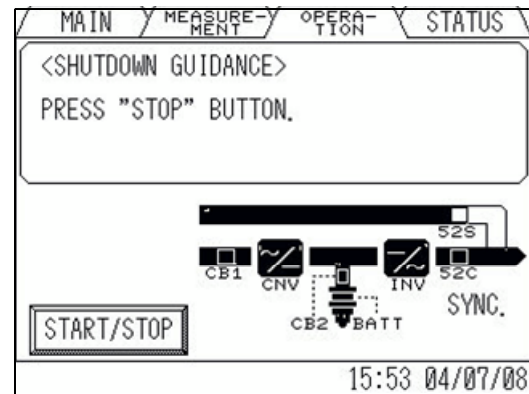 MAIN MEASURE-MENT OPERA-TION STATUS
<SHUTDOWN GUIDANCE>
PRESS "STOP" BUTTON.
52S
CB1 CNV INV 52C
SYNC.
CB2 BATT
START/STOP
15:53 04/07/08